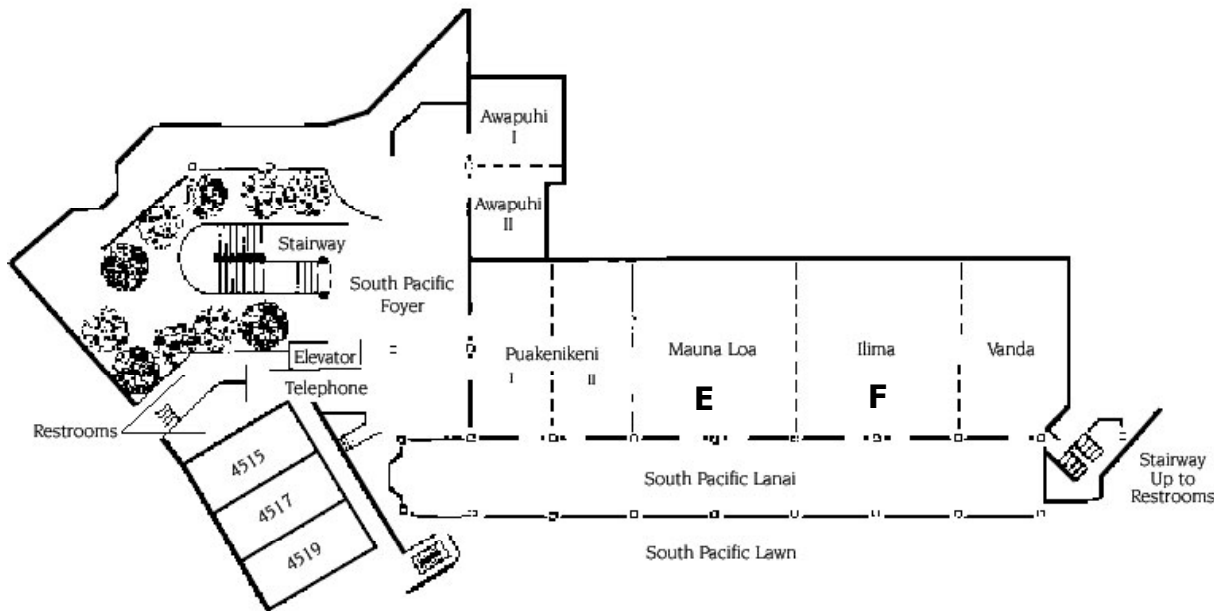 Awapuhi
I
Awapuhi
II
Stairway
South Pacific
Foyer
Elevator
Telephone
Restrooms
Puakenikeni
I II
Mauna Loa
E
Ilima
F
Vanda
4515
4517
4519
South Pacific Lanai
South Pacific Lawn
Stairway
Up to
Restrooms